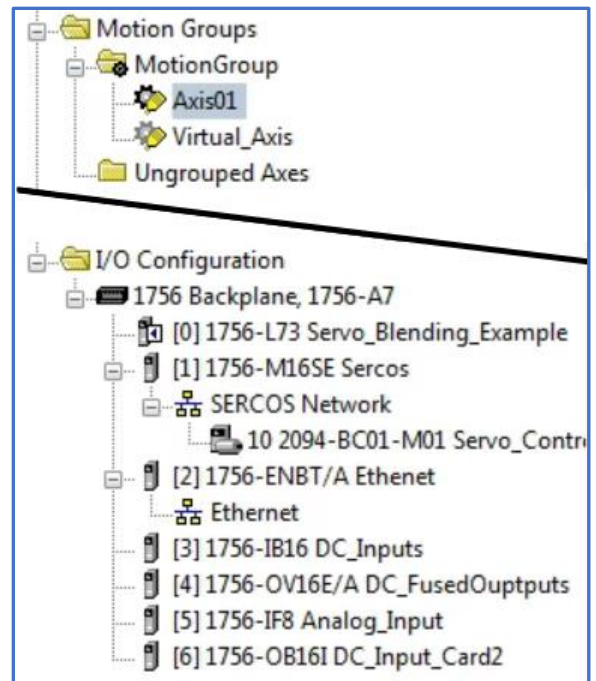 Motion Groups
MotionGroup
Axis01
Virtual_Axis
Ungrouped Axes
I/O Configuration
1756 Backplane, 1756-A7
[0] 1756-L73 Servo_Blending_Example
[1] 1756-M16SE Sercos
SERCOS Network
10 2094-BC01-M01 Servo_Contr
[2] 1756-ENBT/A Ethenet
Ethernet
[3] 1756-IB16 DC_Inputs
[4] 1756-OV16E/A DC_FusedOuptputs
[5] 1756-IF8 Analog_Input
[6] 1756-OB16I DC_Input_Card2